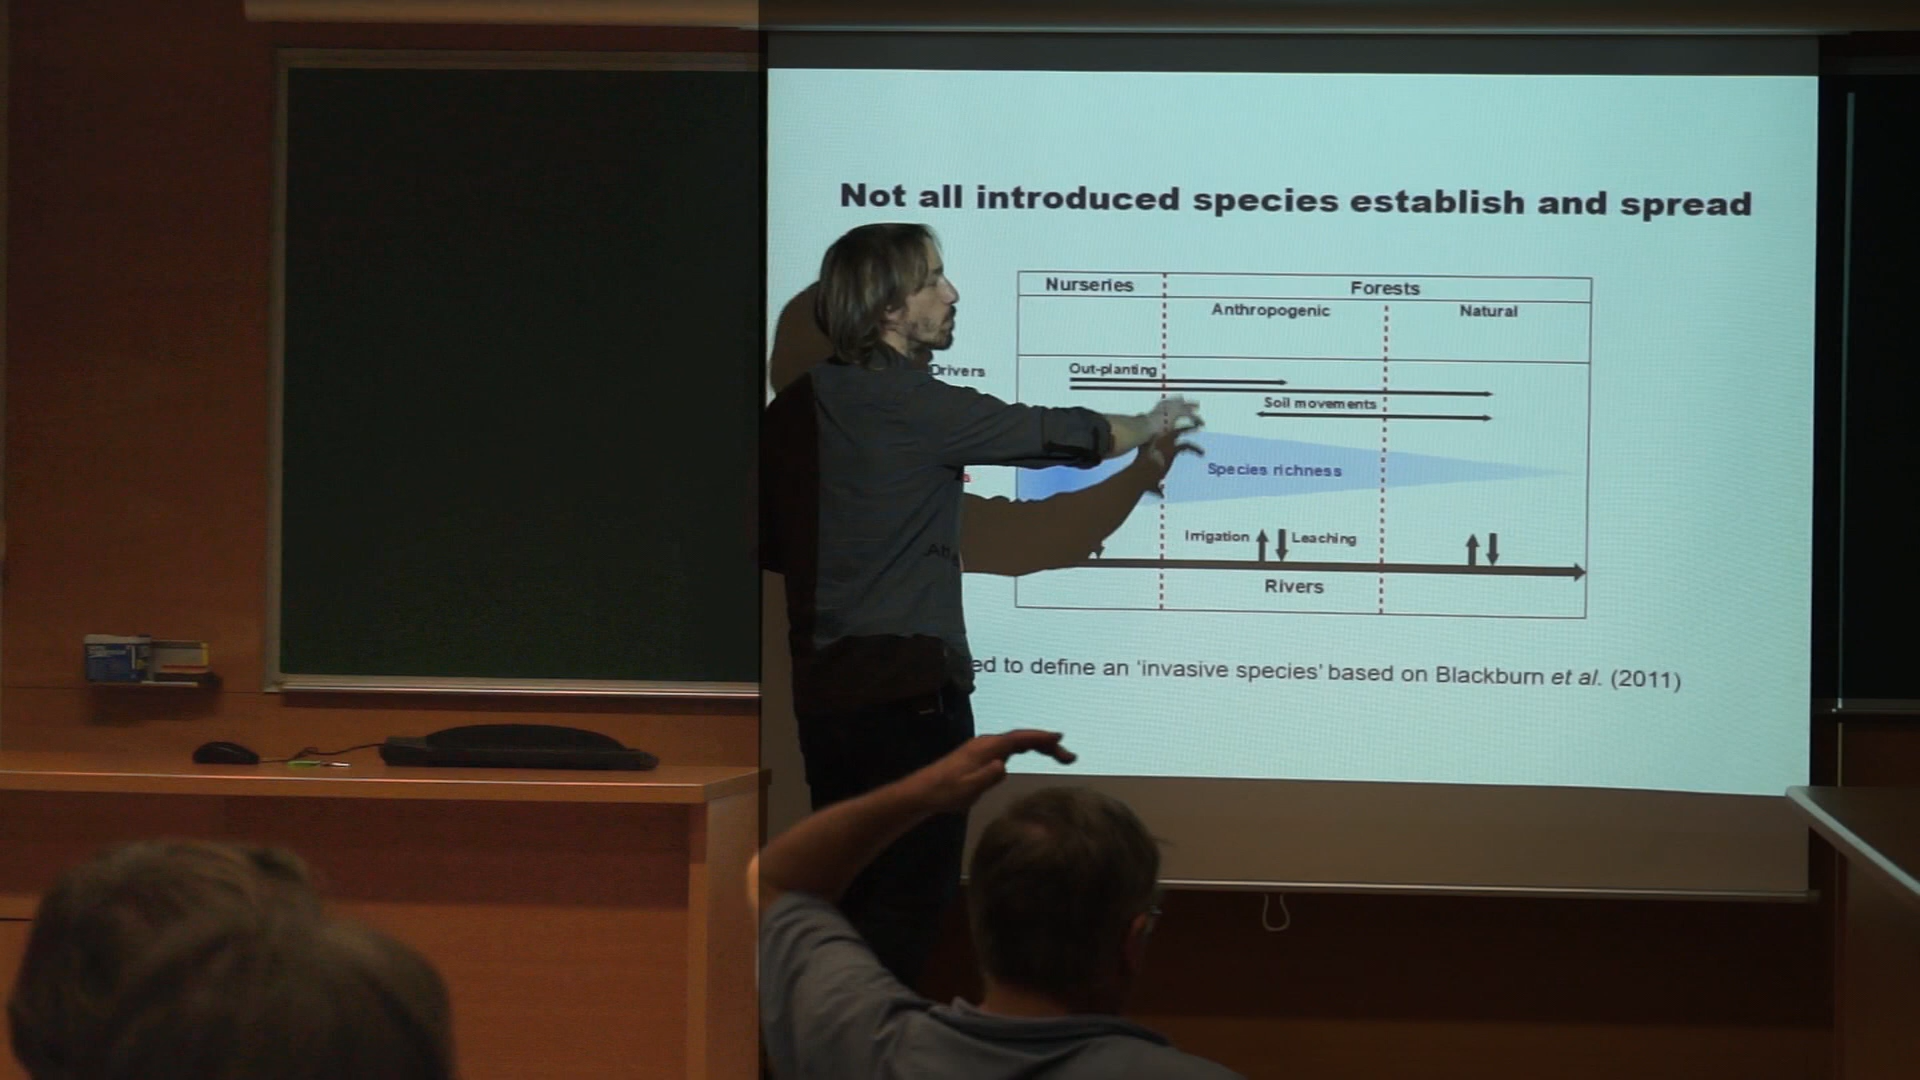 Not all introduced species establish and spread
Nurseries
Forests
Anthropogenic
Natural
Drivers
Out-planting
Soil movements
Species richness
Irrigation
Leaching
Rivers
ed to define an ‘invasive species’ based on Blackburn et al. (2011)